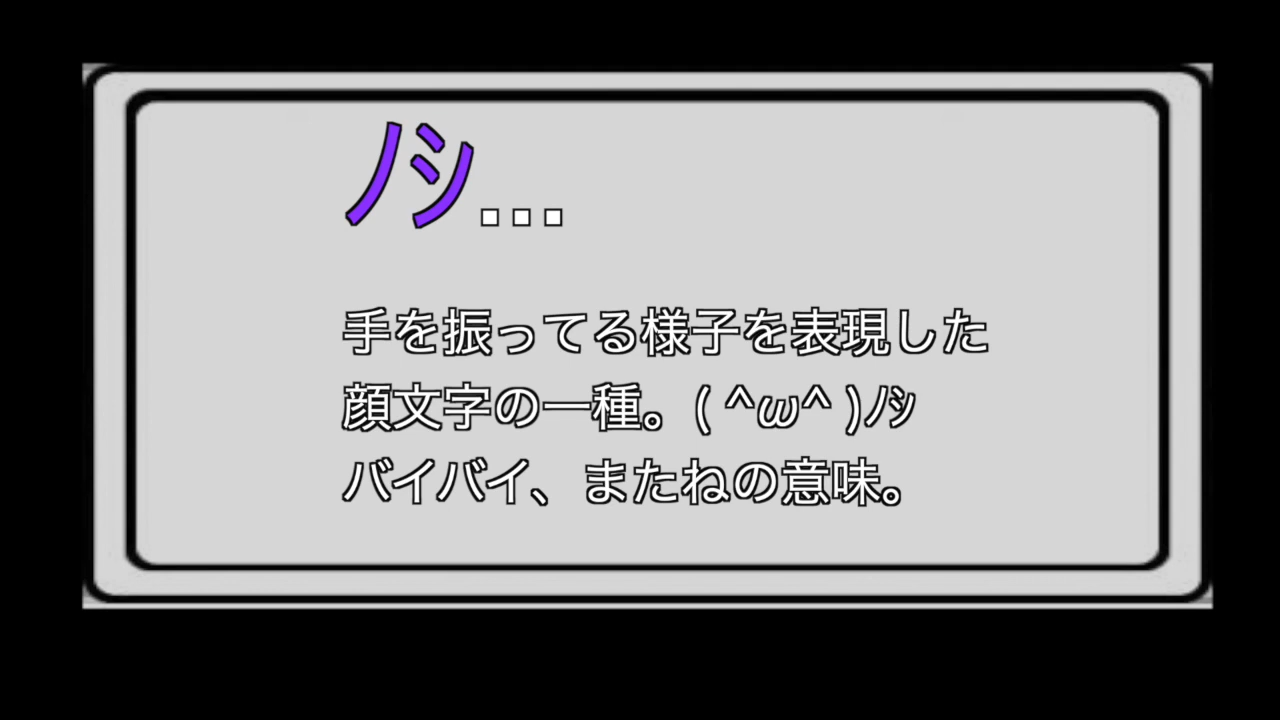 ﾉｼ...
手を振ってる様子を表現した
顔文字の一種。( ^ω^ )ﾉｼ
バイバイ、またねの意味。